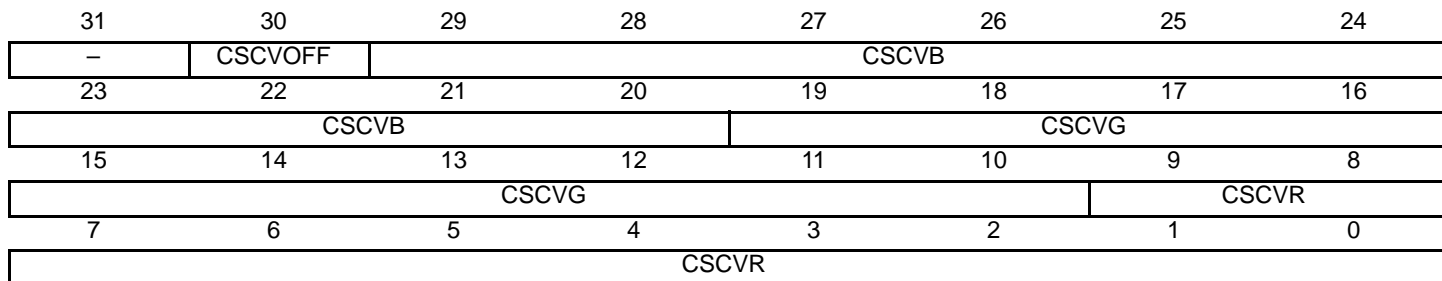 31 30 29 28 27 26 25 24
– CSCVOFF CSCVB
23 22 21 20 19 18 17 16
CSCVB CSCVG
15 14 13 12 11 10 9 8
CSCVG CSCVR
7 6 5 4 3 2 1 0
CSCVR